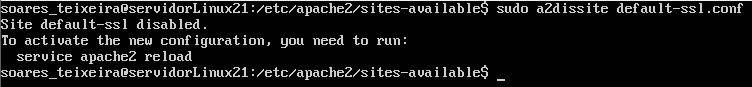 soares_teixeira@servidorLinux21:/etc/apache2/sites-available$ sudo a2dissite default-ssl.conf
Site default-ssl disabled.
To activate the new configuration, you need to run:
  service apache2 reload
soares_teixeira@servidorLinux21:/etc/apache2/sites-available$ _